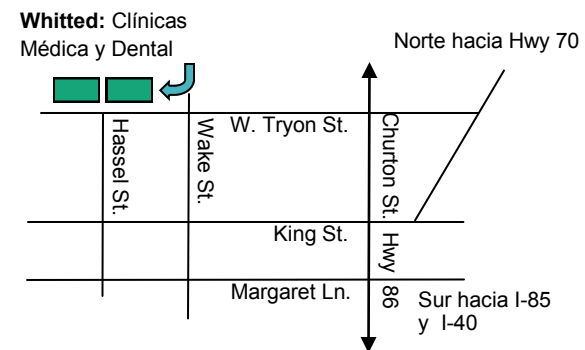 Whitted: Clínicas
Médica y Dental
Norte hacia Hwy 70
W. Tryon St.
Hassel St.
Wake St.
Churton St. Hwy 86
King St.
Margaret Ln.
Sur hacia I-85
y I-40